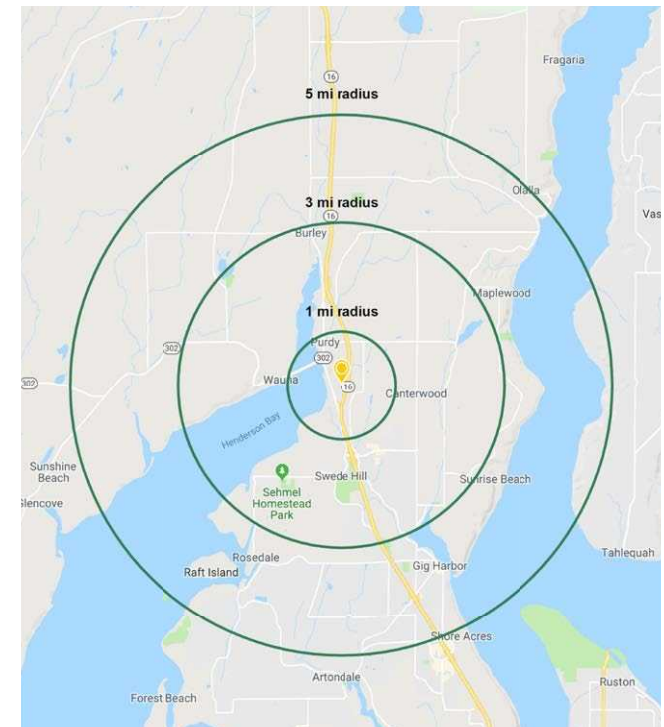 Fragaria
16
5 mi radius
Olalla
3 mi radius
16
Vas
Burley
Maplewood
1 mi radius
Purdy
302
302
302
Wauna
16
Canterwood
Henderson Bay
Sunshine
Beach
Swede Hill
Sunrise Beach
Sehmel
Homestead
Park
Glencove
Rosedale
Tahlequah
Raft Island
Gig Harbor
Shore Acres
Artondale
Ruston
Forest Beach